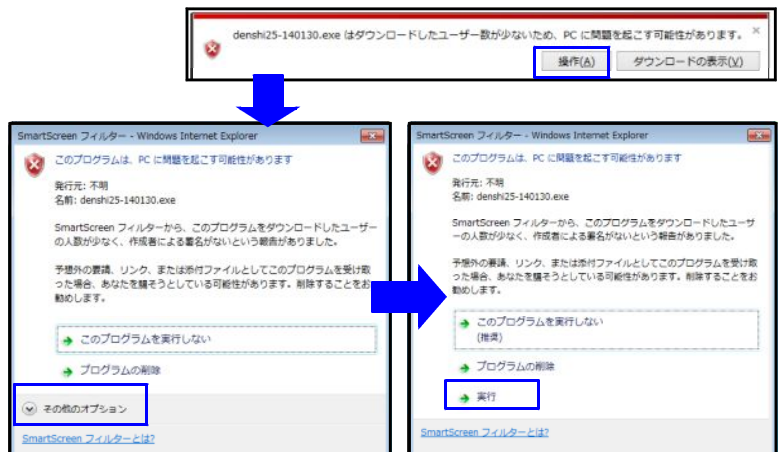 denshi25-140130.exe はダウンロードしたユーザー数が少ないため、PC に問題を起こす可能性があります。
操作(A)
ダウンロードの表示(V)
SmartScreen フィルター - Windows Internet Explorer
このプログラムは、PC に問題を起こす可能性があります
発行元: 不明
名前: denshi25-140130.exe
SmartScreen フィルターから、このプログラムをダウンロードしたユーザー
の人数が少なく、作成者による署名がないという報告がありました。
予想外の要請、リンク、または添付ファイルとしてこのプログラムを受け取
った場合、あなたを騙そうとしている可能性があります。削除することをお
勧めします。
このプログラムを実行しない
プログラムの削除
その他のオプション
SmartScreen フィルターとは?
SmartScreen フィルター - Windows Internet Explorer
このプログラムは、PC に問題を起こす可能性があります
発行元: 不明
名前: denshi25-140130.exe
SmartScreen フィルターから、このプログラムをダウンロードしたユーザ
ーの人数が少なく、作成者による署名がないという報告がありました。
予想外の要請、リンク、または添付ファイルとしてこのプログラムを受け取
った場合、あなたを騙そうとしている可能性があります。削除することをお
勧めします。
このプログラムを実行しない
(推奨)
プログラムの削除
実行
SmartScreen フィルターとは?